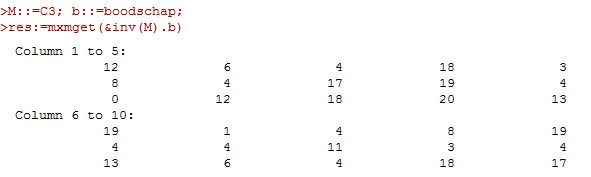 >M::=C3; b::=boodschap;
>res:=mxmget(&inv(M).b)
Column 1 to 5:
12 6 4 18 3
8 4 17 19 4
0 12 18 20 13
Column 6 to 10:
19 1 4 8 19
4 4 11 3 4
13 6 4 18 17